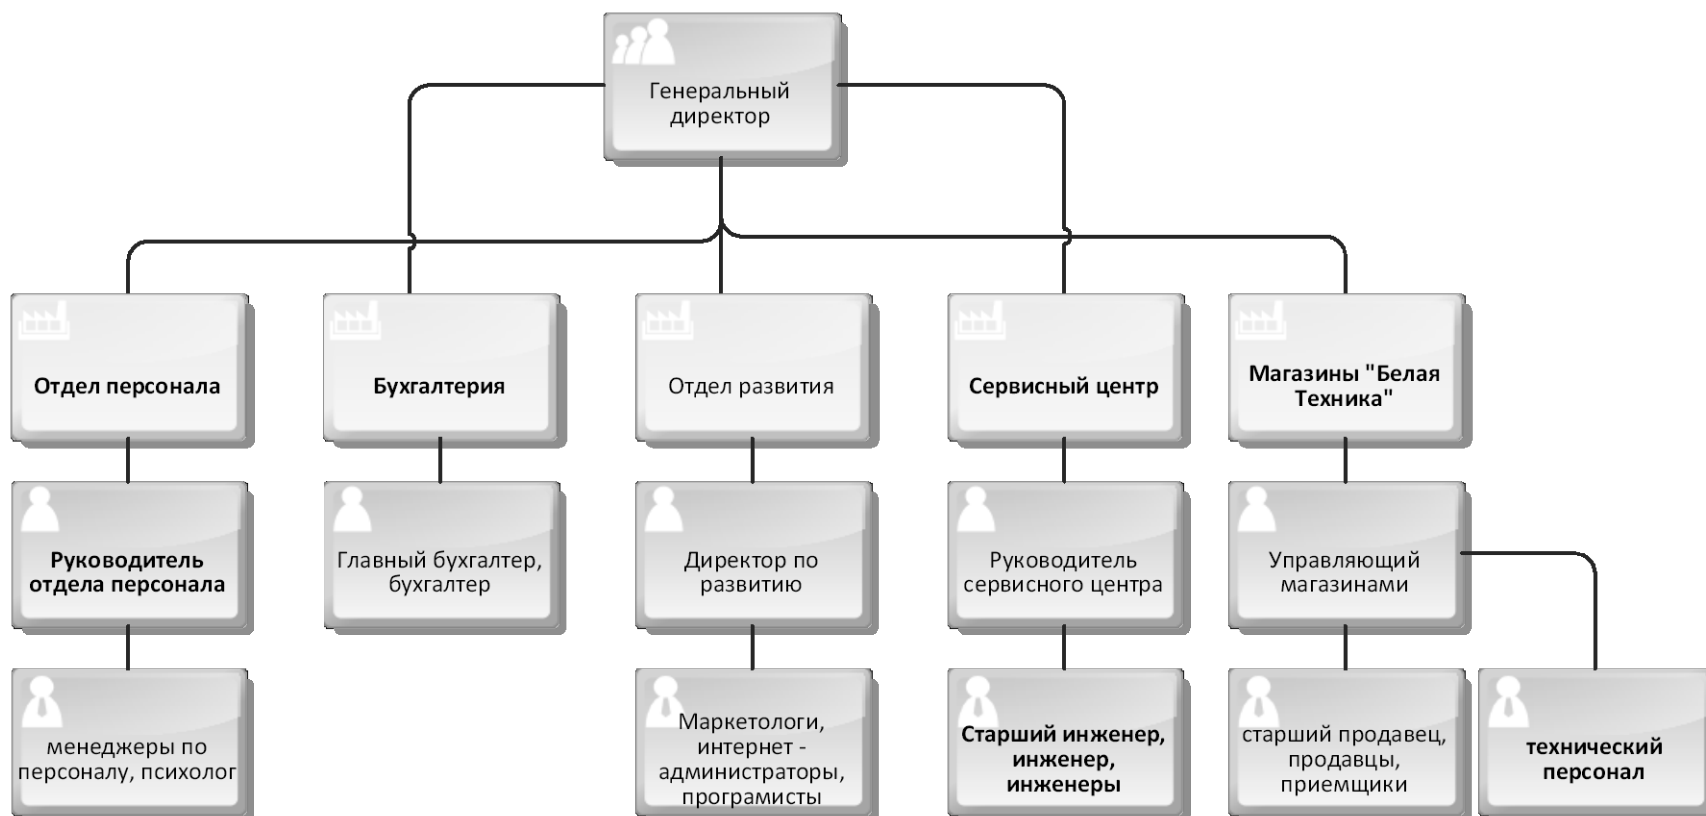 Генеральный
директор
Отдел персонала
Бухгалтерия
Отдел развития
Сервисный центр
Магазины "Белая
Техника"
Руководитель
отдела персонала
Главный бухгалтер,
бухгалтер
Директор по
развитию
Руководитель
сервисного центра
Управляющий
магазинами
менеджеры по
персоналу, психолог
Маркетологи,
интернет -
администраторы,
програмисты
Старший инженер,
инженер,
инженеры
старший продавец,
продавцы,
приемщики
технический
персонал